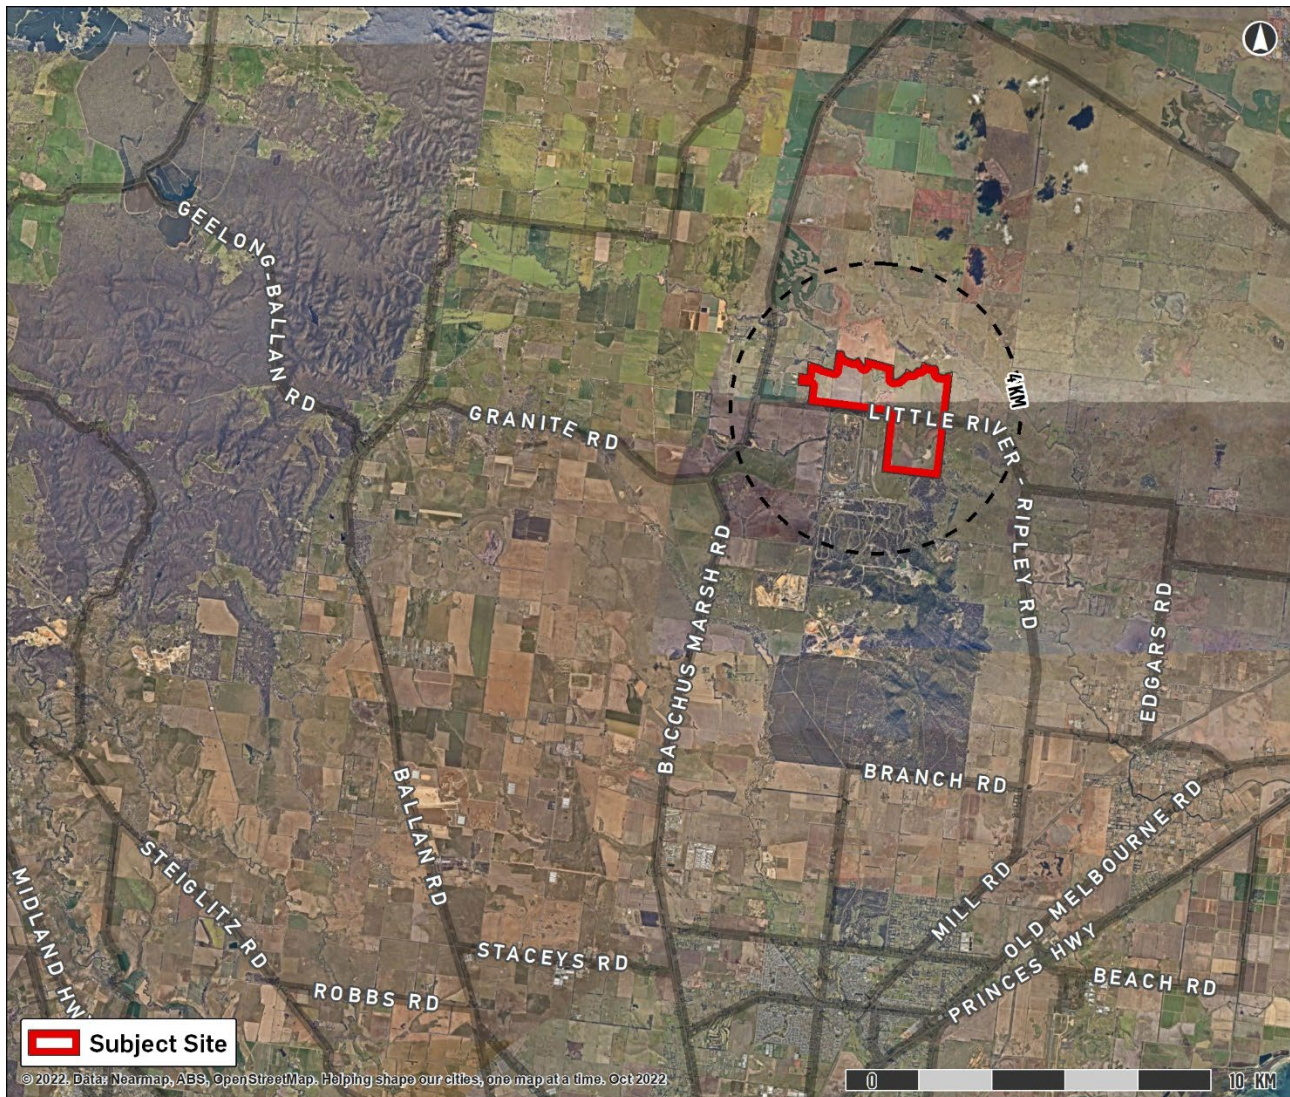 GEELONG-BALLAN RD
GRANITE RD
4 KM
LITTLE RIVER - RIPLEY RD
BACCHUS MARSH RD
EDGARS RD
BRANCH RD
BALLAN RD
STEIGLITZ RD
MIDLAND HWY
MILL RD
OLD MELBOURNE RD
PRINCES HWY
STACEYS RD
ROBBS RD
BEACH RD
Subject Site
© 2022. Data: Nearmap, ABS, OpenStreetMap. Helping shape our cities, one map at a time. Oct 2022
0 10 KM